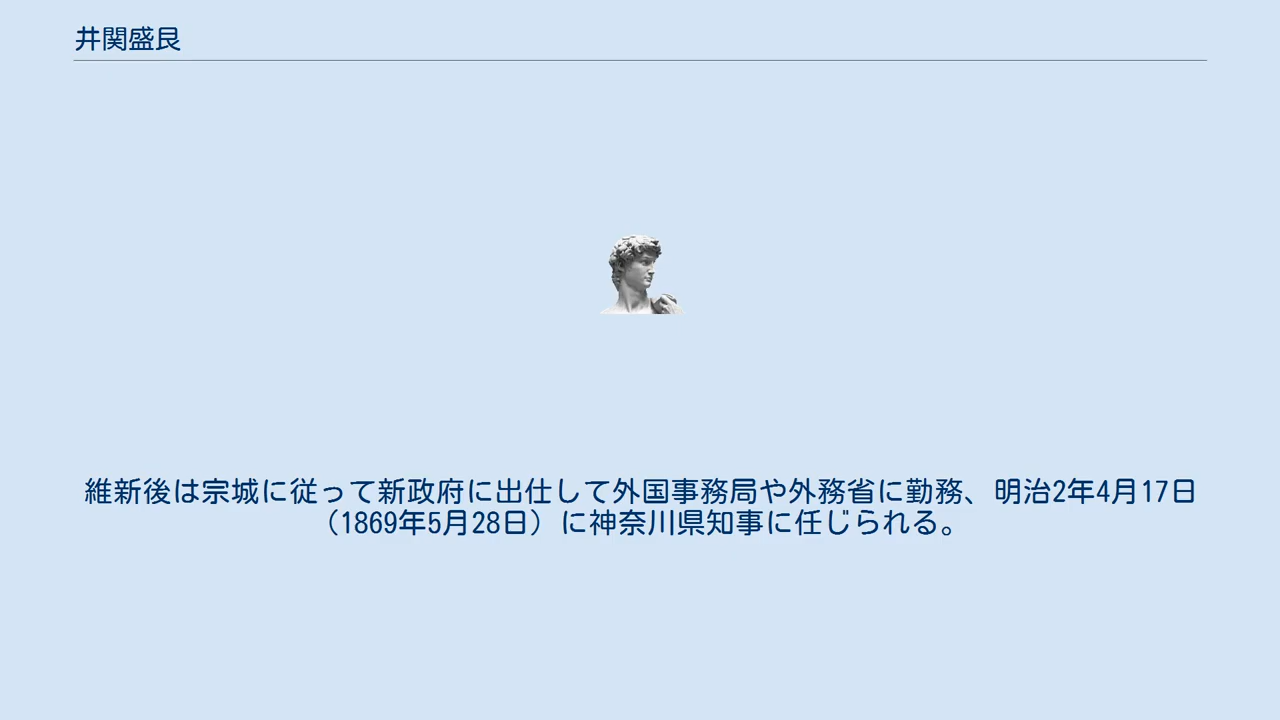 井関盛艮
維新後は宗城に従って新政府に出仕して外国事務局や外務省に勤務、明治2年4月17日
（1869年5月28日）に神奈川県知事に任じられる。